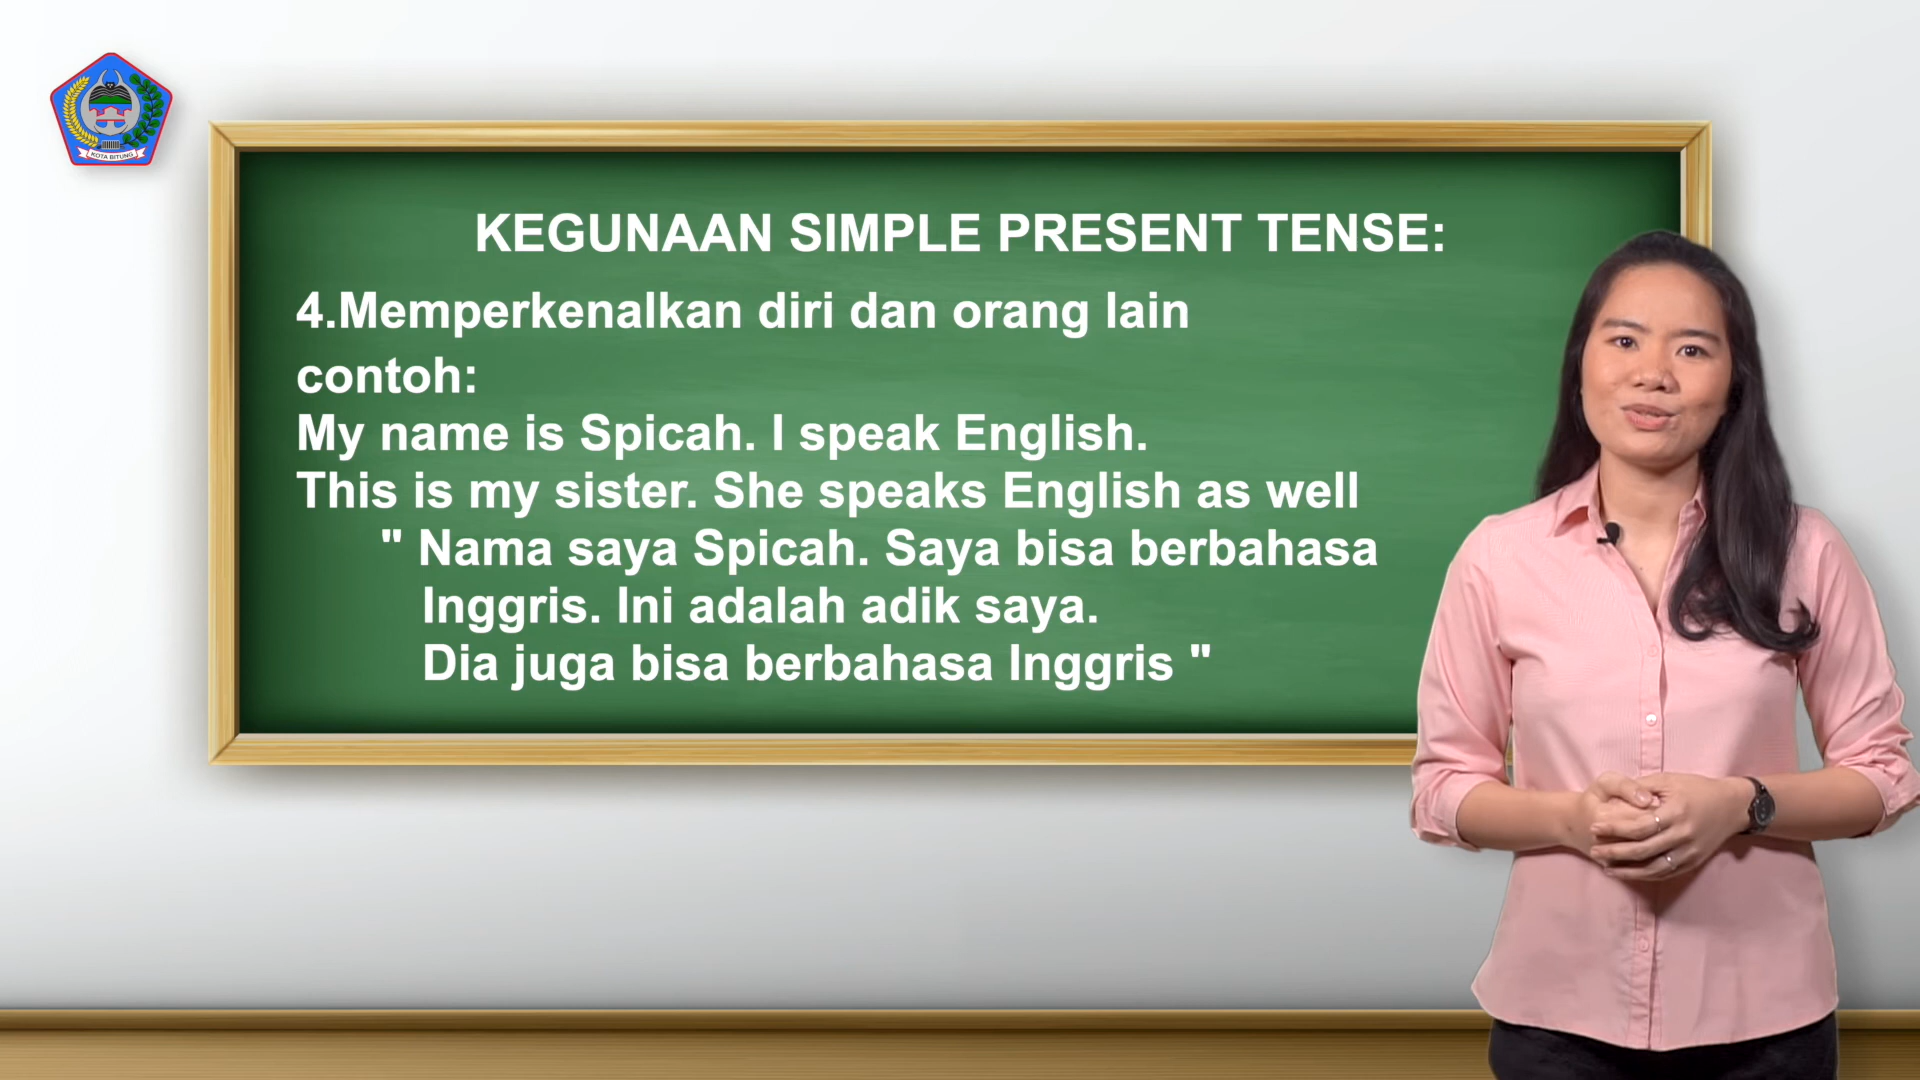 KOTA BITUNG
KEGUNAAN SIMPLE PRESENT TENSE:
4.Memperkenalkan diri dan orang lain
contoh:
My name is Spicah. I speak English.
This is my sister. She speaks English as well
" Nama saya Spicah. Saya bisa berbahasa
Inggris. Ini adalah adik saya.
Dia juga bisa berbahasa Inggris "